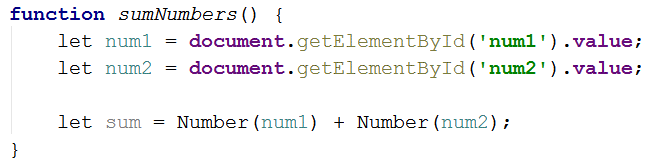 function sumNumbers() {
    let num1 = document.getElementById('num1').value;
    let num2 = document.getElementById('num2').value;

    let sum = Number(num1) + Number(num2);
}